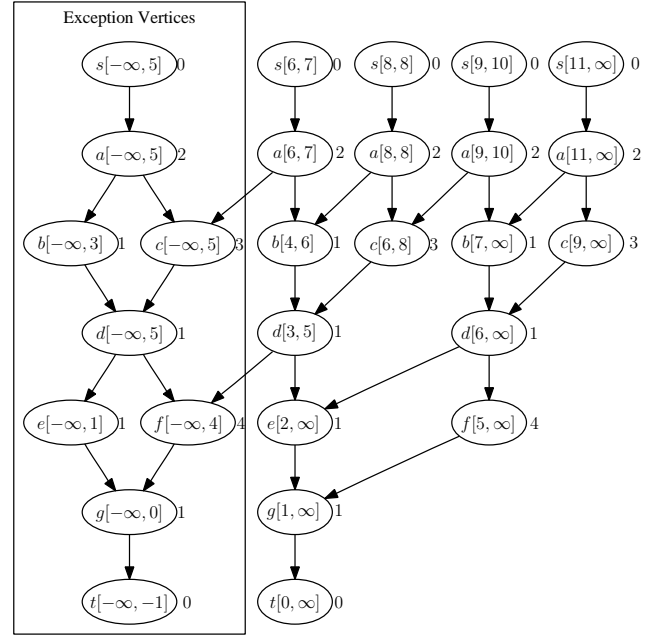 Exception Vertices
s[−∞, 5] 0 s[6, 7] 0 s[8, 8] 0 s[9, 10] 0 s[11, ∞] 0
a[−∞, 5] 2 a[6, 7] 2 a[8, 8] 2 a[9, 10] 2 a[11, ∞] 2
b[−∞, 3] 1 c[−∞, 5] 3 b[4, 6] 1 c[6, 8] 3 b[7, ∞] 1 c[9, ∞] 3
d[−∞, 5] 1 d[3, 5] 1 d[6, ∞] 1
e[−∞, 1] 1 f[−∞, 4] 4 e[2, ∞] 1 f[5, ∞] 4
g[−∞, 0] 1 g[1, ∞] 1
t[−∞, −1] 0 t[0, ∞] 0